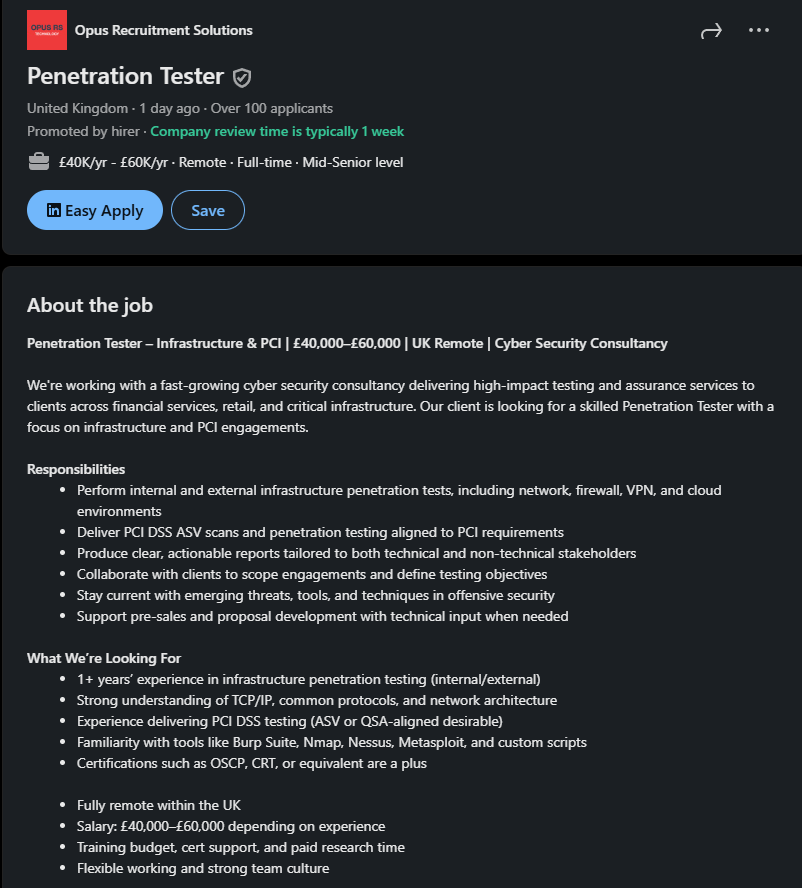 OPUS RS
TECHNOLOGY
Opus Recruitment Solutions
Penetration Tester
United Kingdom · 1 day ago · Over 100 applicants
Promoted by hirer · Company review time is typically 1 week
£40K/yr - £60K/yr · Remote · Full-time · Mid-Senior level
in Easy Apply
Save
About the job
Penetration Tester – Infrastructure & PCI | £40,000–£60,000 | UK Remote | Cyber Security Consultancy
We're working with a fast-growing cyber security consultancy delivering high-impact testing and assurance services to
clients across financial services, retail, and critical infrastructure. Our client is looking for a skilled Penetration Tester with a
focus on infrastructure and PCI engagements.
Responsibilities
• Perform internal and external infrastructure penetration tests, including network, firewall, VPN, and cloud
environments
• Deliver PCI DSS ASV scans and penetration testing aligned to PCI requirements
• Produce clear, actionable reports tailored to both technical and non-technical stakeholders
• Collaborate with clients to scope engagements and define testing objectives
• Stay current with emerging threats, tools, and techniques in offensive security
• Support pre-sales and proposal development with technical input when needed
What We’re Looking For
• 1+ years’ experience in infrastructure penetration testing (internal/external)
• Strong understanding of TCP/IP, common protocols, and network architecture
• Experience delivering PCI DSS testing (ASV or QSA-aligned desirable)
• Familiarity with tools like Burp Suite, Nmap, Nessus, Metasploit, and custom scripts
• Certifications such as OSCP, CRT, or equivalent are a plus
• Fully remote within the UK
• Salary: £40,000–£60,000 depending on experience
• Training budget, cert support, and paid research time
• Flexible working and strong team culture